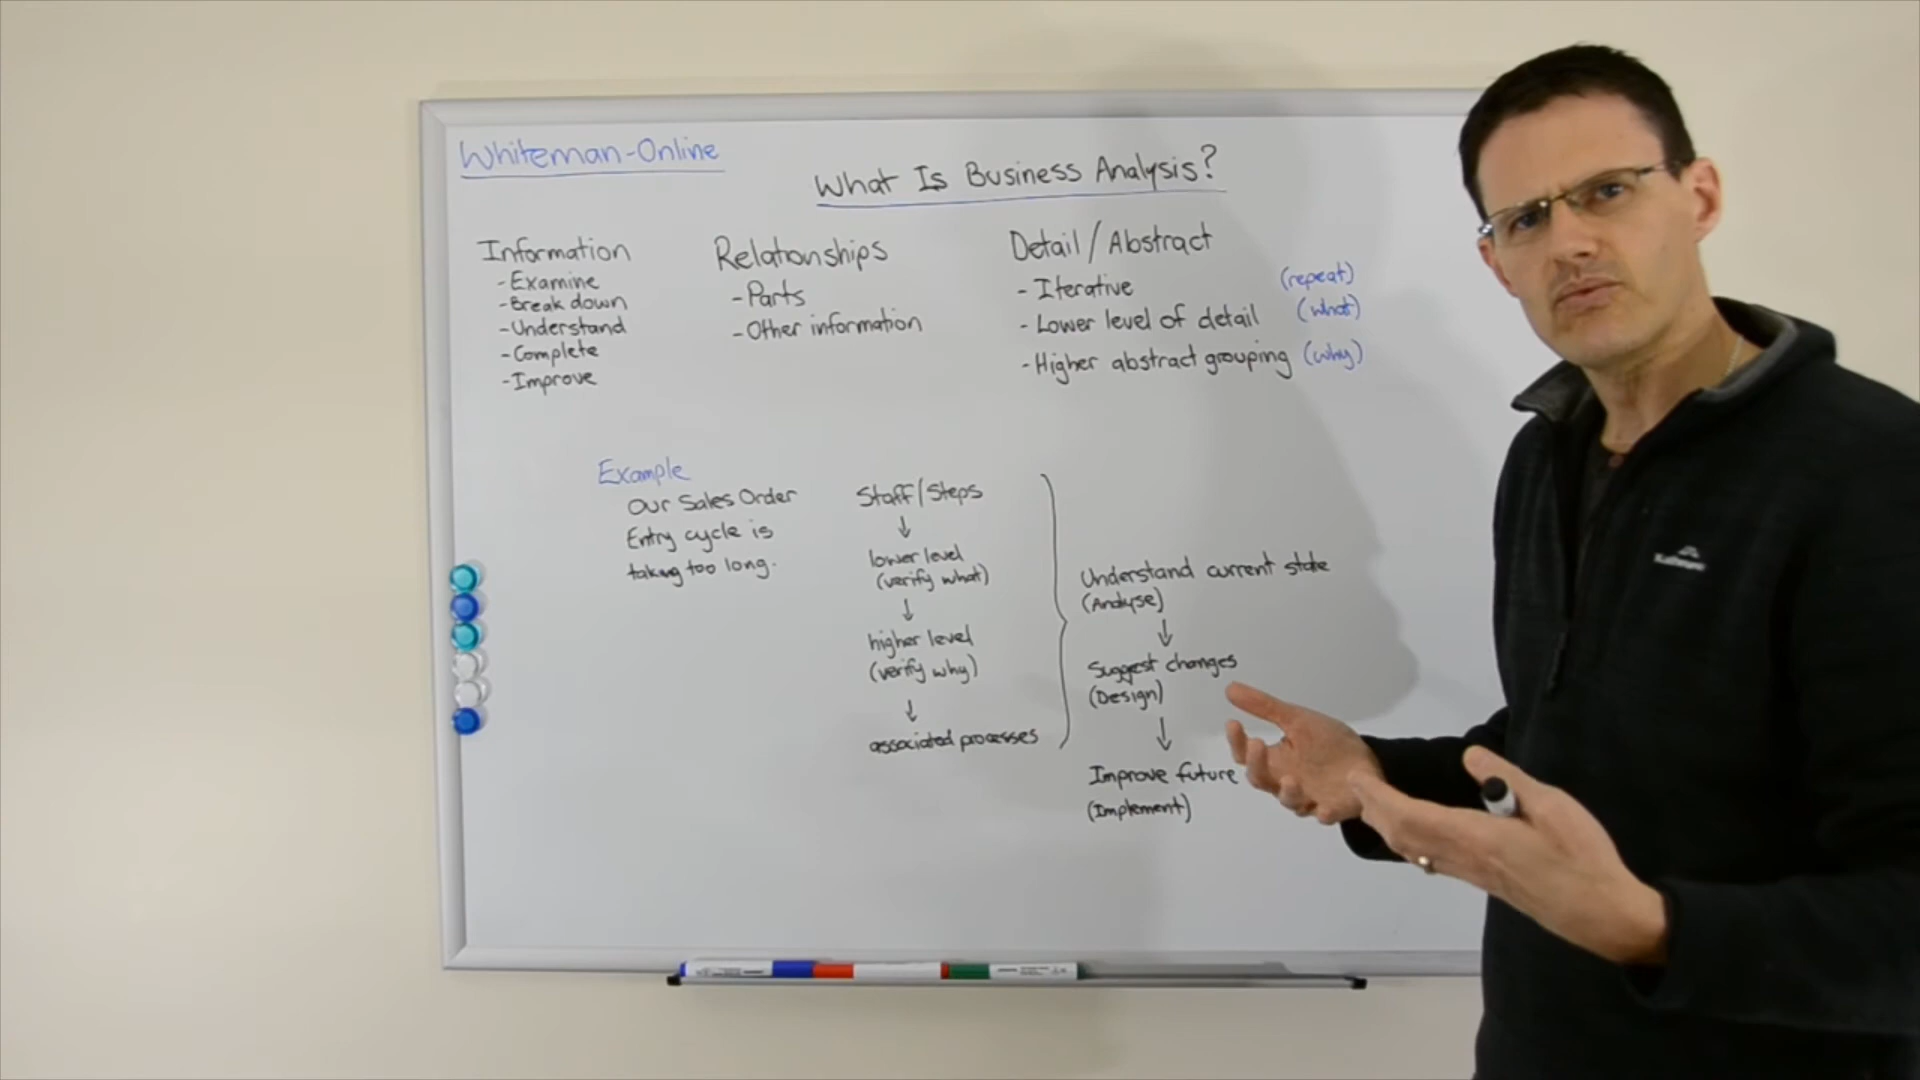 Whiteman-Online
What Is Business Analysis?
Information
-Examine
-Break down
-Understand
-Complete
-Improve
Relationships
-Parts
-Other information
Detail/Abstract
-Iterative (repeat)
-Lower level of detail (what)
-Higher abstract grouping (why)
Example
Our Sales Order
Entry cycle is
taking too long.
Staff/Steps
↓
lower level
(verify what)
↓
higher level
(verify why)
↓
associated processes
Understand current state
(Analyse)
↓
Suggest changes
(Design)
↓
Improve future
(Implement)